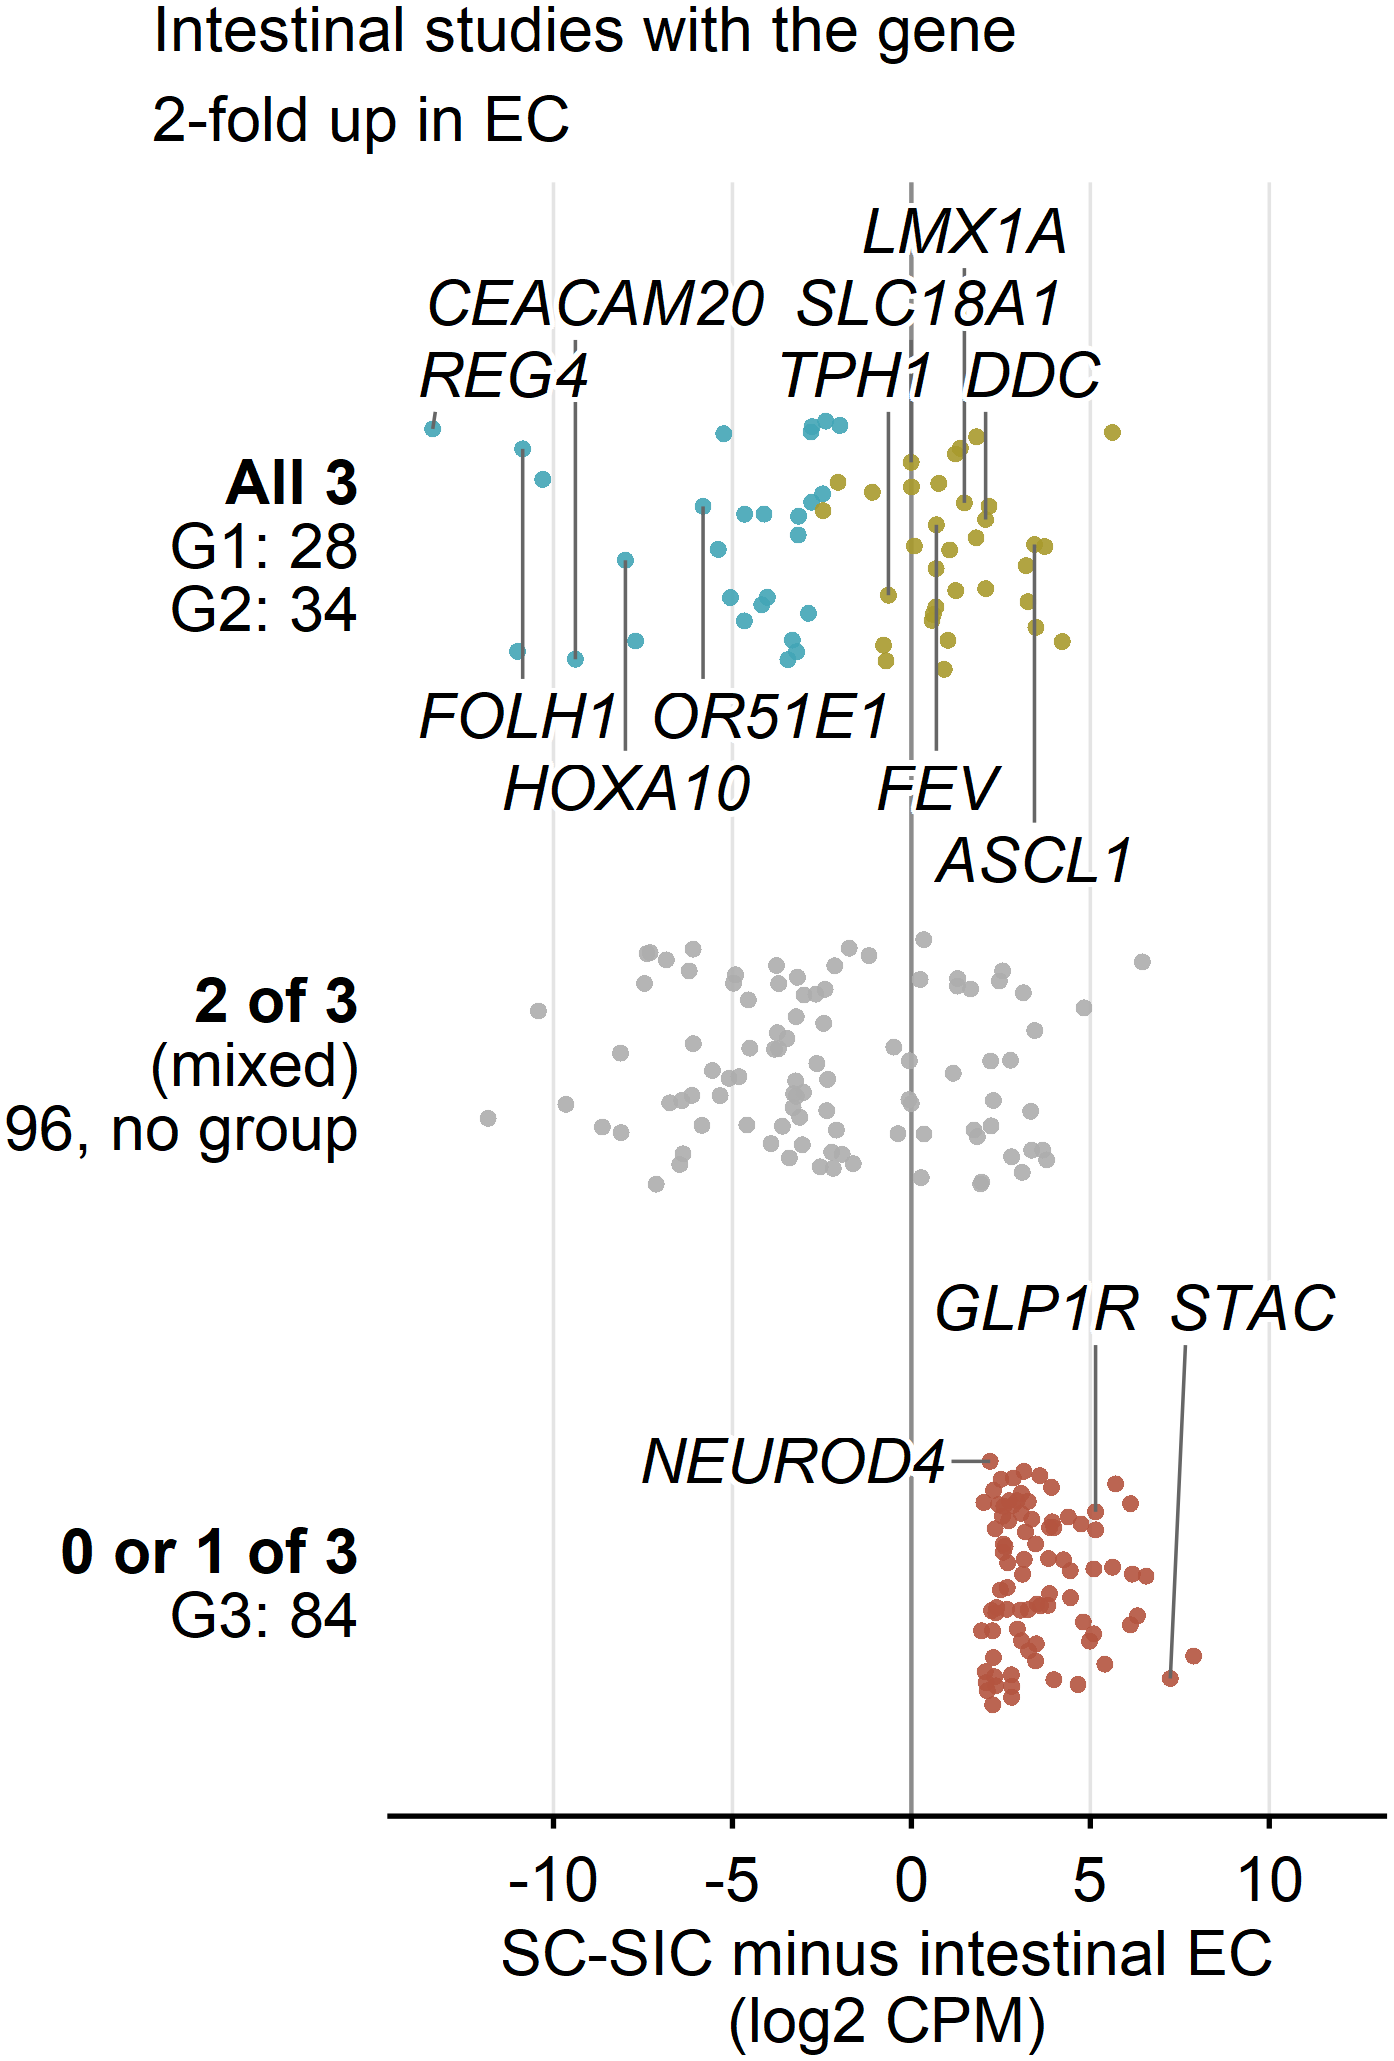 Intestinal studies with the gene
2-fold up in EC
LMX1A
CEACAM20 SLC18A1
REG4 TPH1 DDC
All 3
G1: 28
G2: 34
FOLH1 OR51E1
HOXA10 FEV
ASCL1
2 of 3
(mixed)
96, no group
GLP1R STAC
NEUROD4
0 or 1 of 3
G3: 84
-10 -5 0 5 10
SC-SIC minus intestinal EC
(log2 CPM)